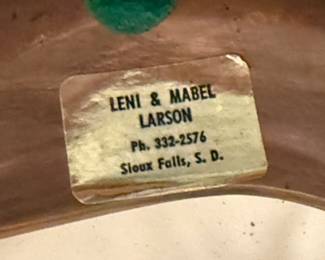 LENI & MABEL
LARSON
Ph. 332-2576
Sioux Falls, S. D.